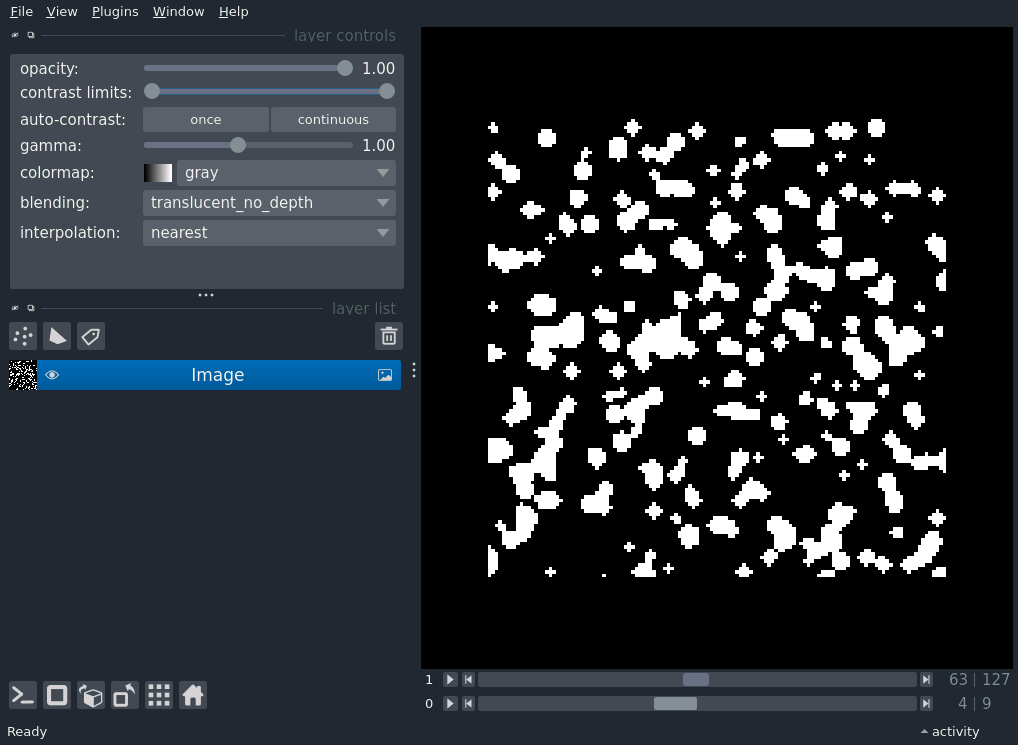 File View Plugins Window Help
layer controls
opacity: 1.00
contrast limits:
auto-contrast: once continuous
gamma: 1.00
colormap: gray
blending: translucent_no_depth
interpolation: nearest
layer list
Image
1 63 | 127
0 4 | 9
Ready activity